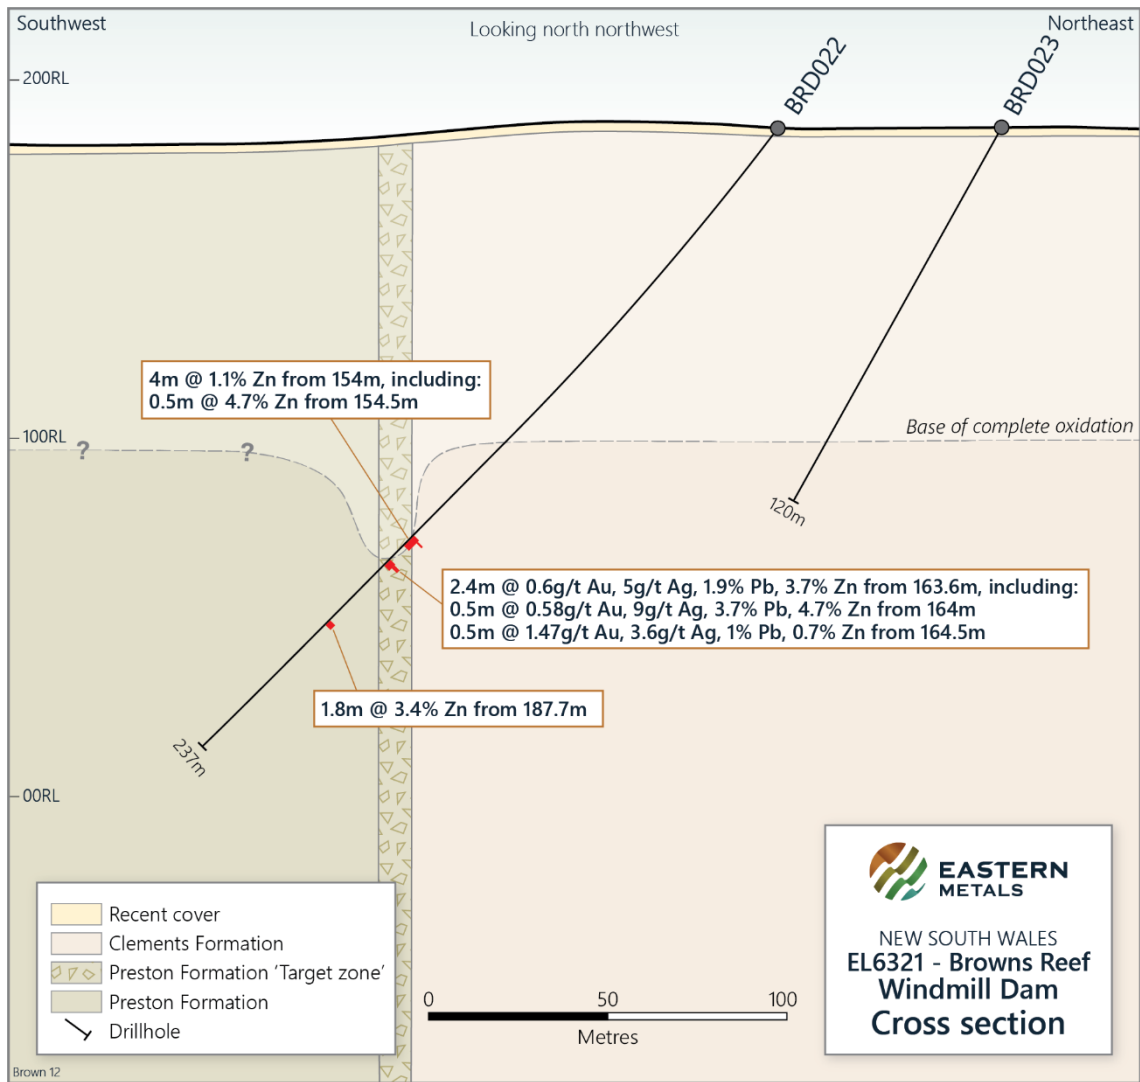 Southwest
Looking north northwest
Northeast
200RL
BRD022
BRD023
4m @ 1.1% Zn from 154m, including:
0.5m @ 4.7% Zn from 154.5m
100RL
Base of complete oxidation
?
?
120m
2.4m @ 0.6g/t Au, 5g/t Ag, 1.9% Pb, 3.7% Zn from 163.6m, including:
0.5m @ 0.58g/t Au, 9g/t Ag, 3.7% Pb, 4.7% Zn from 164m
0.5m @ 1.47g/t Au, 3.6g/t Ag, 1% Pb, 0.7% Zn from 164.5m
1.8m @ 3.4% Zn from 187.7m
237m
00RL
Recent cover
Clements Formation
Preston Formation 'Target zone'
Preston Formation
Drillhole
0 50 100
Metres
EASTERN
METALS
NEW SOUTH WALES
EL6321 - Browns Reef
Windmill Dam
Cross section
Brown 12